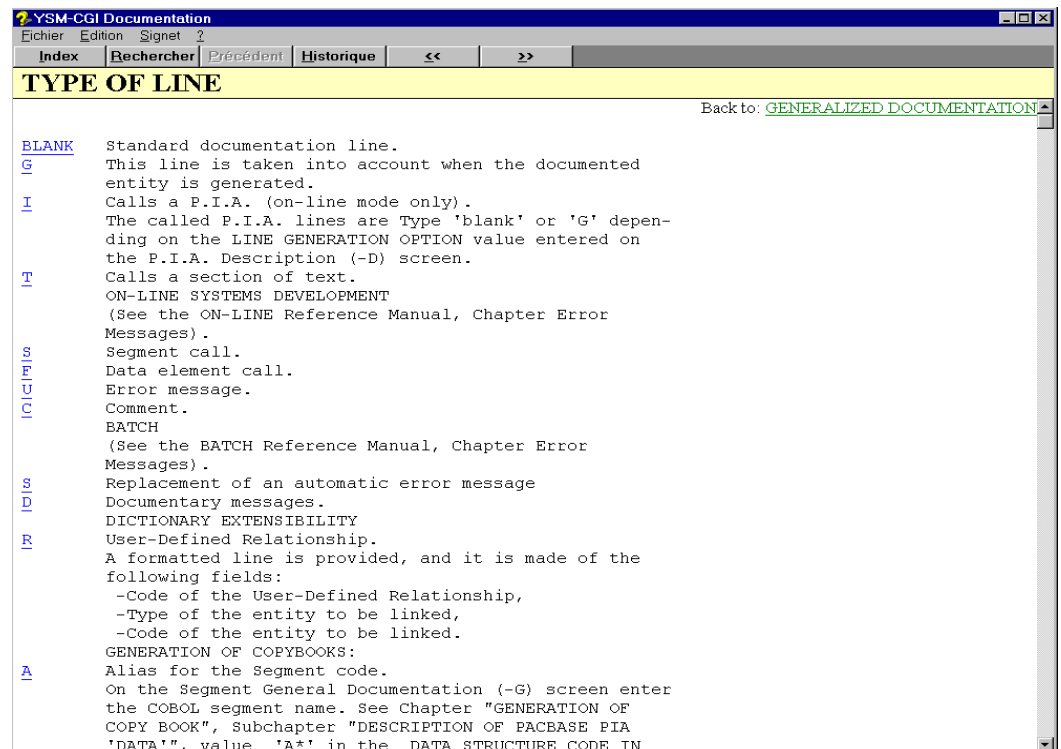 YSM-CGI Documentation
Fichier Edition Signet ?
Index Rechercher Précédent Historique << >>
TYPE OF LINE
Back to: GENERALIZED DOCUMENTATION
BLANK Standard documentation line.
G This line is taken into account when the documented
entity is generated.
I Calls a P.I.A. (on-line mode only).
The called P.I.A. lines are Type 'blank' or 'G' depen-
ding on the LINE GENERATION OPTION value entered on
the P.I.A. Description (-D) screen.
T Calls a section of text.
ON-LINE SYSTEMS DEVELOPMENT
(See the ON-LINE Reference Manual, Chapter Error
Messages).
S Segment call.
F Data element call.
U Error message.
C Comment.
BATCH
(See the BATCH Reference Manual, Chapter Error
Messages).
S Replacement of an automatic error message
D Documentary messages.
DICTIONARY EXTENSIBILITY
R User-Defined Relationship.
A formatted line is provided, and it is made of the
following fields:
-Code of the User-Defined Relationship,
-Type of the entity to be linked,
-Code of the entity to be linked.
GENERATION OF COPYBOOKS:
A Alias for the Segment code.
On the Segment General Documentation (-G) screen enter
the COBOL segment name. See Chapter "GENERATION OF
COPY BOOK", Subchapter "DESCRIPTION OF PACBASE PIA
'DATA'", value 'A*' in the DATA STRUCTURE CODE IN